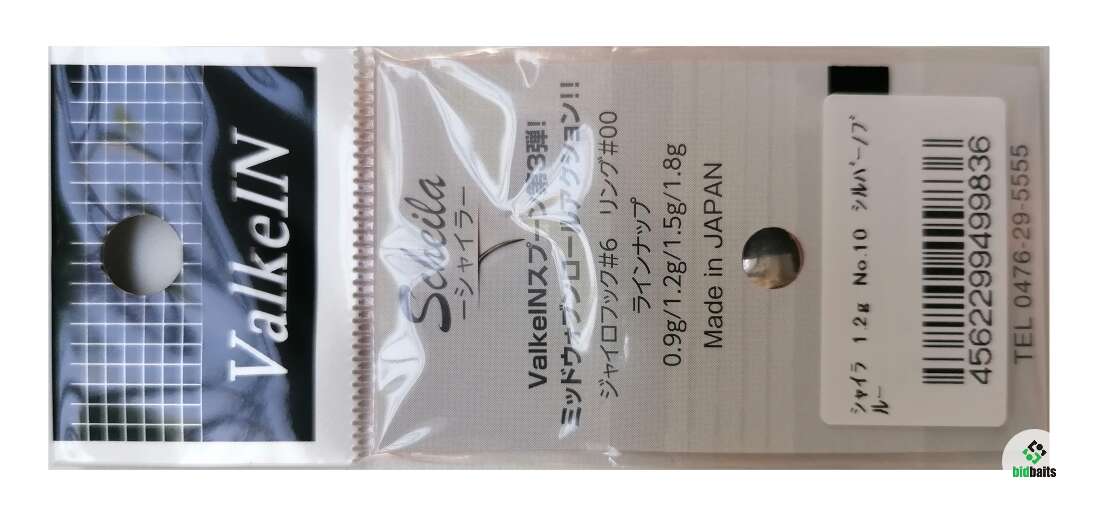 ValkeIN
Scheila
ーシャイラー
ValkeINスプーン第3弾！
ミッドウォブンロールアクション!!
ジャイロフック#6 リング#00
ラインナップ
0.9g/1.2g/1.5g/1.8g
Made in JAPAN
シャイラ 1.2g No.10 シルバー/ブ
ルー
4562299499836
TEL 0476-29-5555
bidbaits